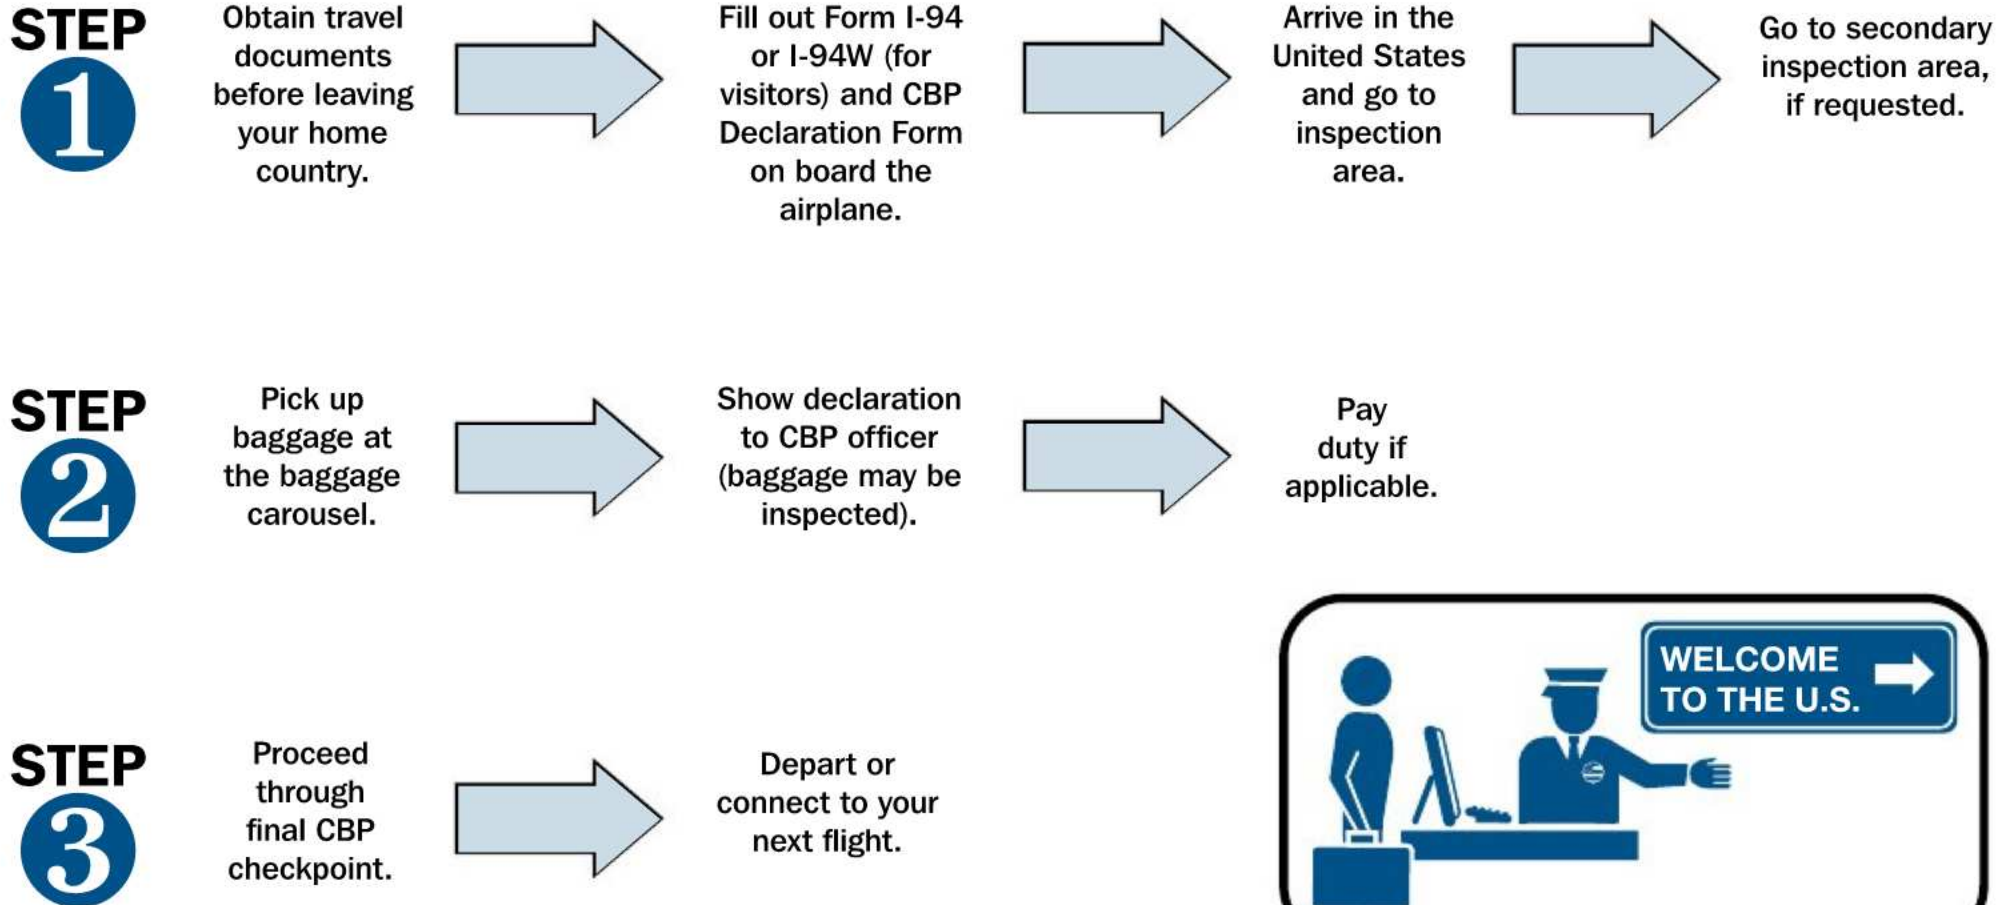 STEP
1
Obtain travel
documents
before leaving
your home
country.
Fill out Form I-94
or I-94W (for
visitors) and CBP
Declaration Form
on board the
airplane.
Arrive in the
United States
and go to
inspection
area.
Go to secondary
inspection area,
if requested.
STEP
2
Pick up
baggage at
the baggage
carousel.
Show declaration
to CBP officer
(baggage may be
inspected).
Pay
duty if
applicable.
STEP
3
Proceed
through
final CBP
checkpoint.
Depart or
connect to your
next flight.
WELCOME
TO THE U.S.